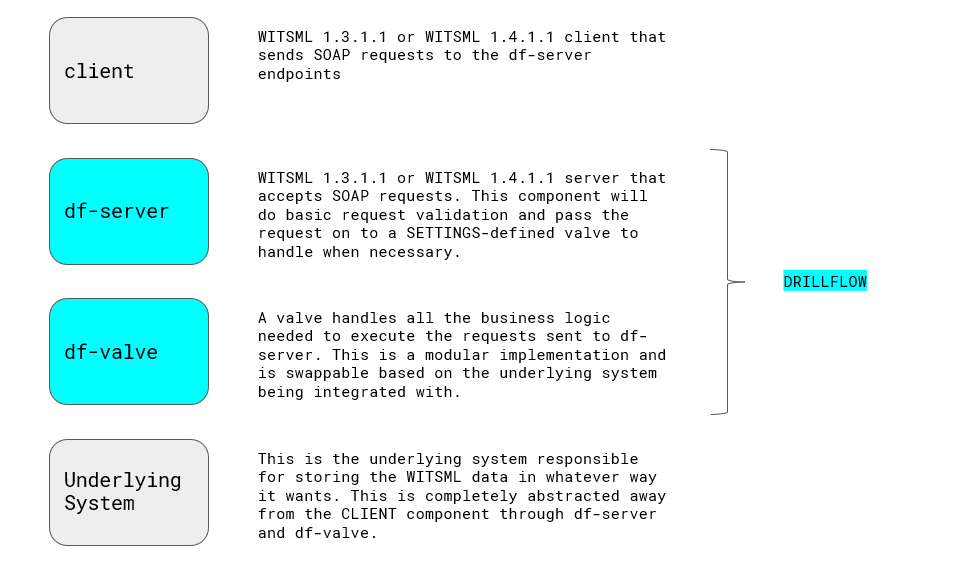 client
WITSML 1.3.1.1 or WITSML 1.4.1.1 client that
sends SOAP requests to the df-server
endpoints
df-server
WITSML 1.3.1.1 or WITSML 1.4.1.1 server that
accepts SOAP requests. This component will
do basic request validation and pass the
request on to a SETTINGS-defined valve to
handle when necessary.
DRILLFLOW
df-valve
A valve handles all the business logic
needed to execute the requests sent to df-
server. This is a modular implementation and
is swappable based on the underlying system
being integrated with.
Underlying
System
This is the underlying system responsible
for storing the WITSML data in whatever way
it wants. This is completely abstracted away
from the CLIENT component through df-server
and df-valve.